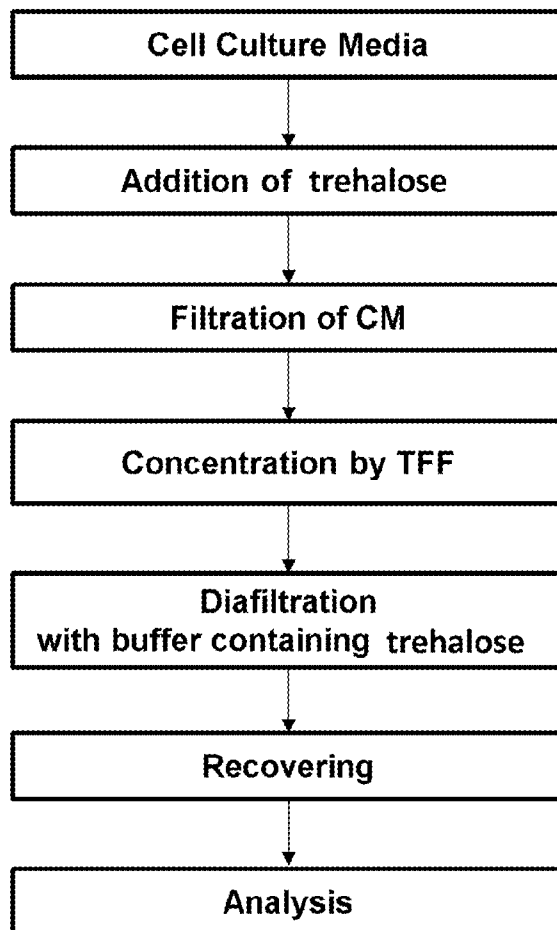 Cell Culture Media
Addition of trehalose
Filtration of CM
Concentration by TFF
Diafiltration
with buffer containing trehalose
Recovering
Analysis